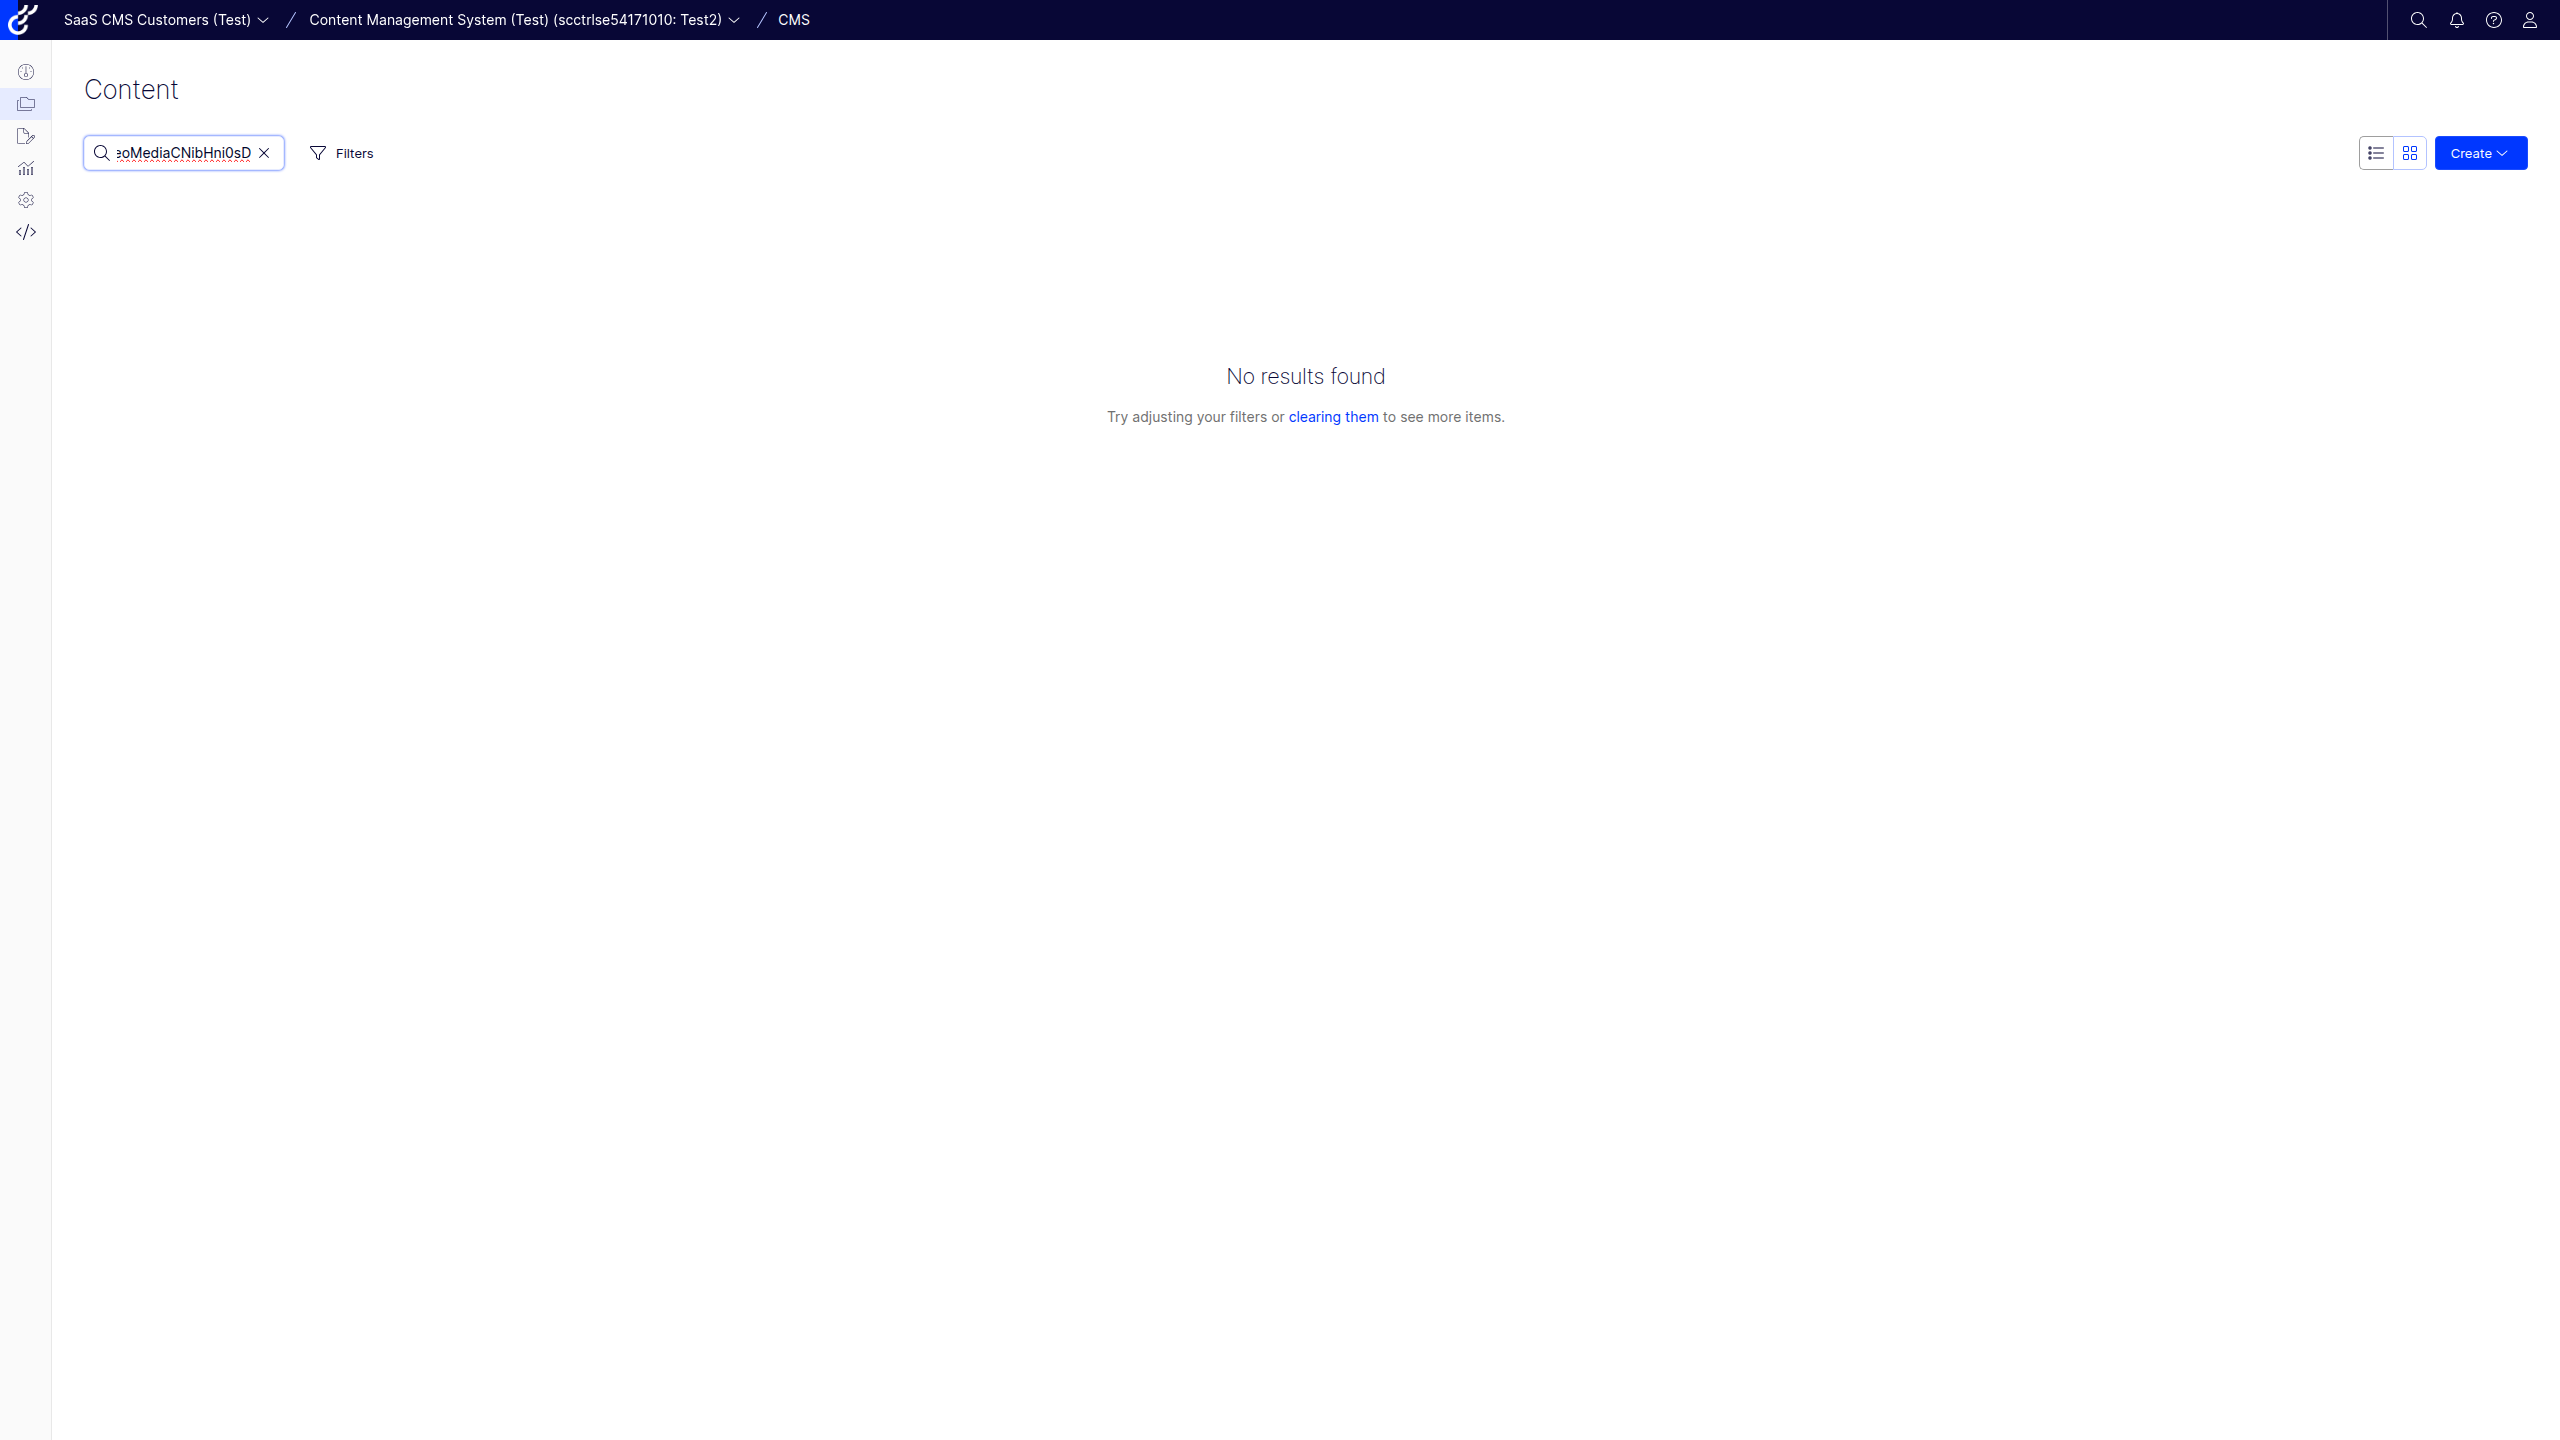 SaaS CMS Customers (Test) / Content Management System (Test) (scctrlse54171010: Test2) / CMS
Content
eoMediaCNibHni0sD
Filters
Create
No results found
Try adjusting your filters or clearing them to see more items.